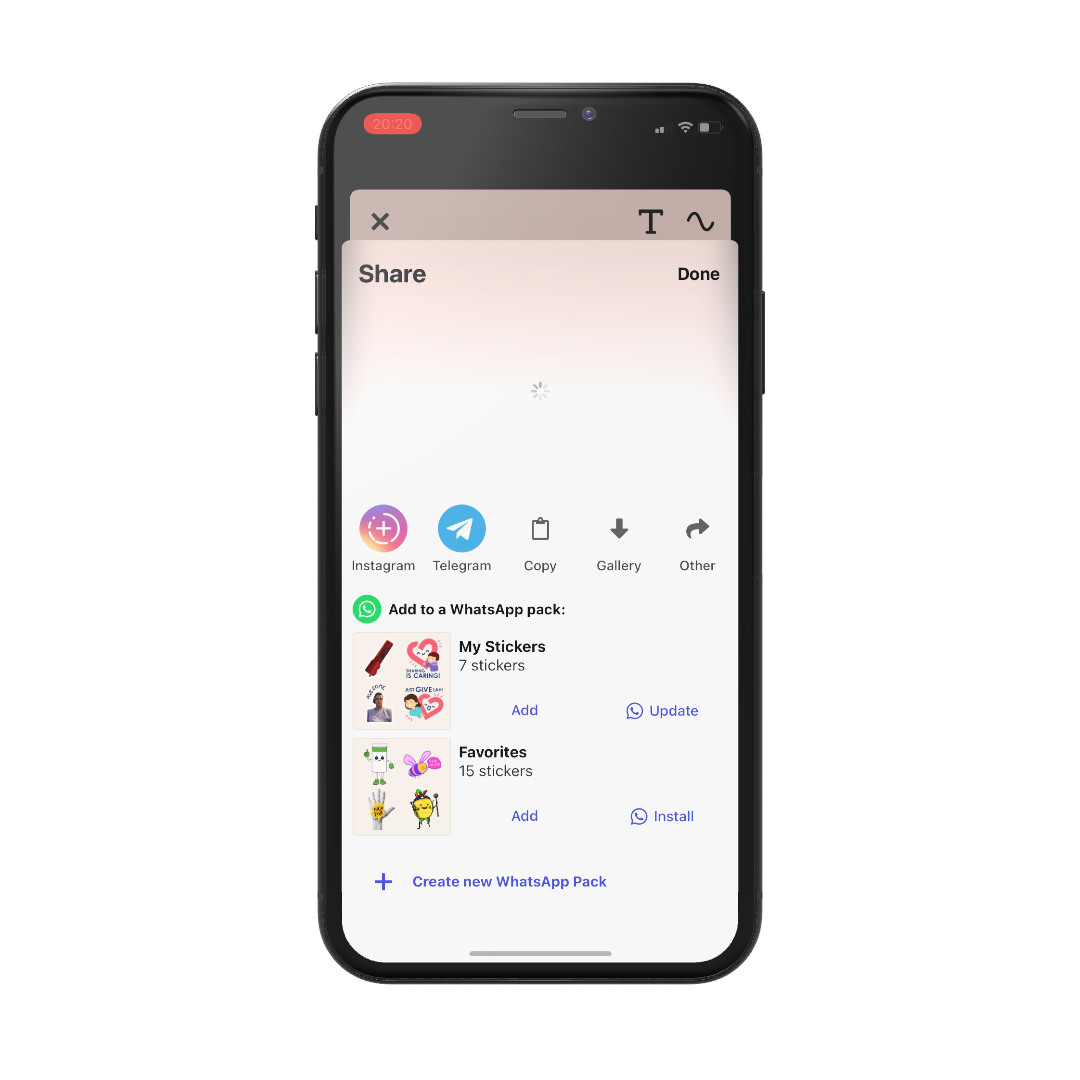 20:20
T
Share
Done
Instagram
Telegram
Copy
Gallery
Other
Add to a WhatsApp pack:
My Stickers
7 stickers
SHARING
IS CARING!
AWESOME
JUST GIVE LAH!
Add
Update
Favorites
15 stickers
Add
Install
Create new WhatsApp Pack